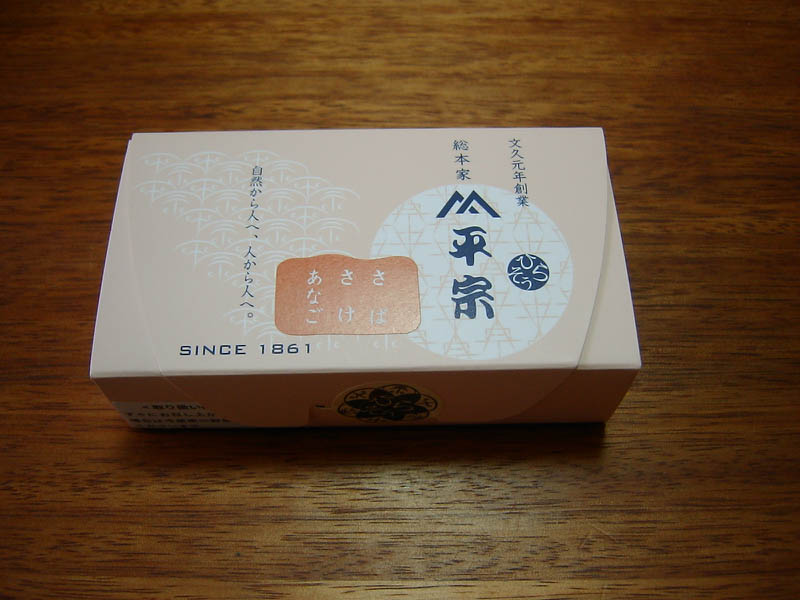 文久元年創業
総本家
平宗
ひらそう
さば
さけ
あなご
自然から人へ、人から人へ。
SINCE 1861